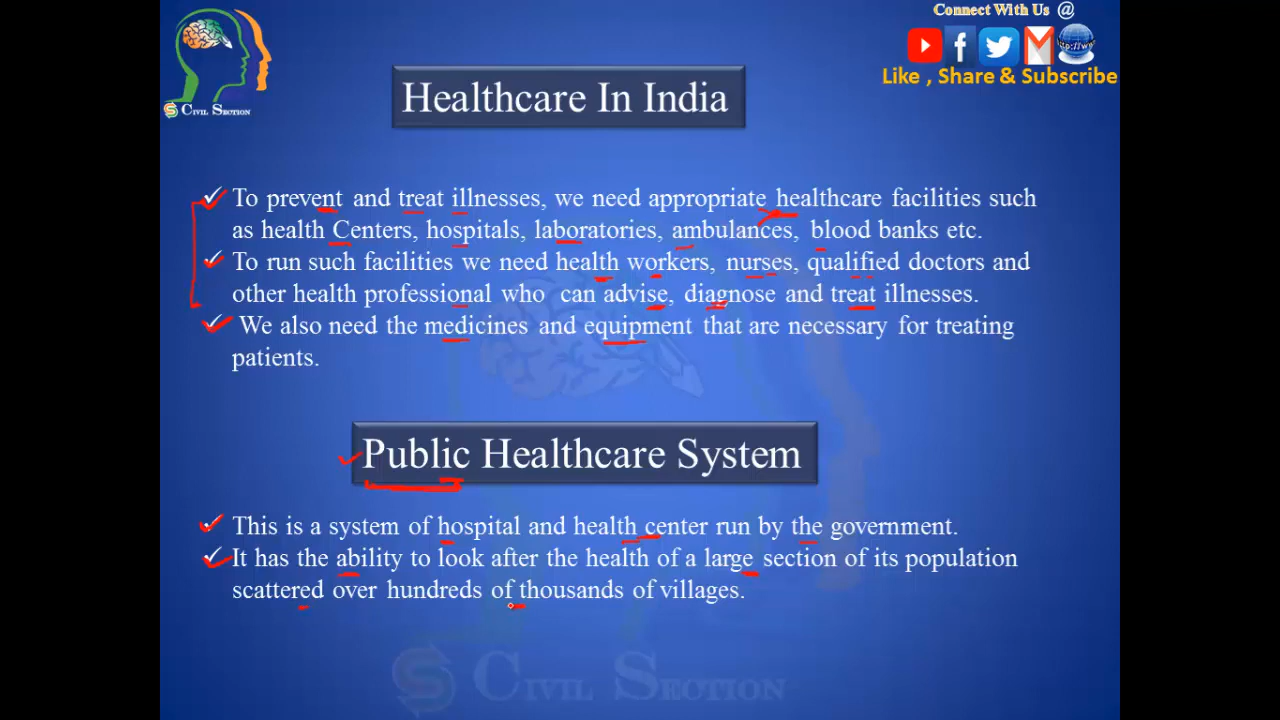 Connect With Us @
http://www
Like , Share & Subscribe
S CIVIL SECTION
Healthcare In India
To prevent and treat illnesses, we need appropriate healthcare facilities such
as health Centers, hospitals, laboratories, ambulances, blood banks etc.
To run such facilities we need health workers, nurses, qualified doctors and
other health professional who can advise, diagnose and treat illnesses.
We also need the medicines and equipment that are necessary for treating
patients.
Public Healthcare System
This is a system of hospital and health center run by the government.
It has the ability to look after the health of a large section of its population
scattered over hundreds of thousands of villages.
S CIVIL SECTION